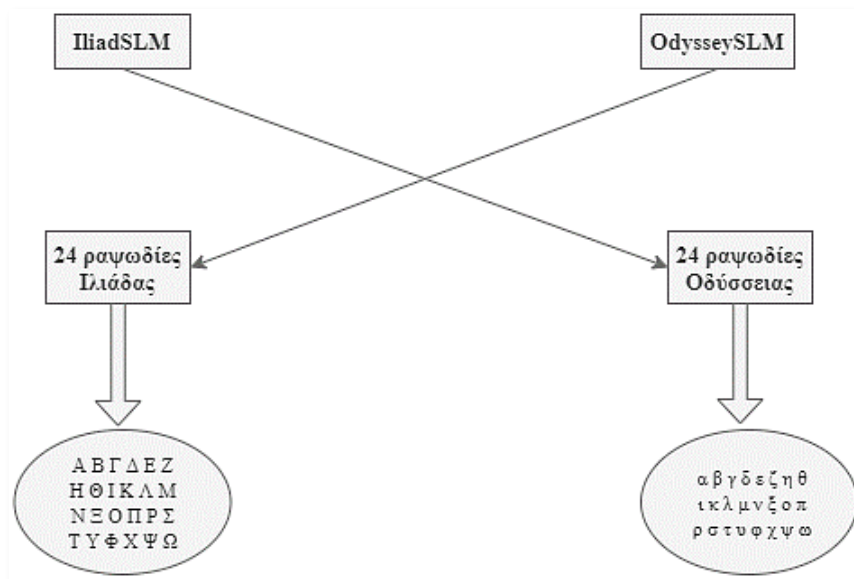 IliadSLM
OdysseySLM
24 ραψωδίες
Ιλιάδας
24 ραψωδίες
Οδύσσειας
Α Β Γ Δ Ε Ζ
Η Θ Ι Κ Λ Μ
Ν Ξ Ο Π Ρ Σ
Τ Υ Φ Χ Ψ Ω
α β γ δ ε ζ η θ
ι κ λ μ ν ξ ο π
ρ σ τ υ φ χ ψ ω